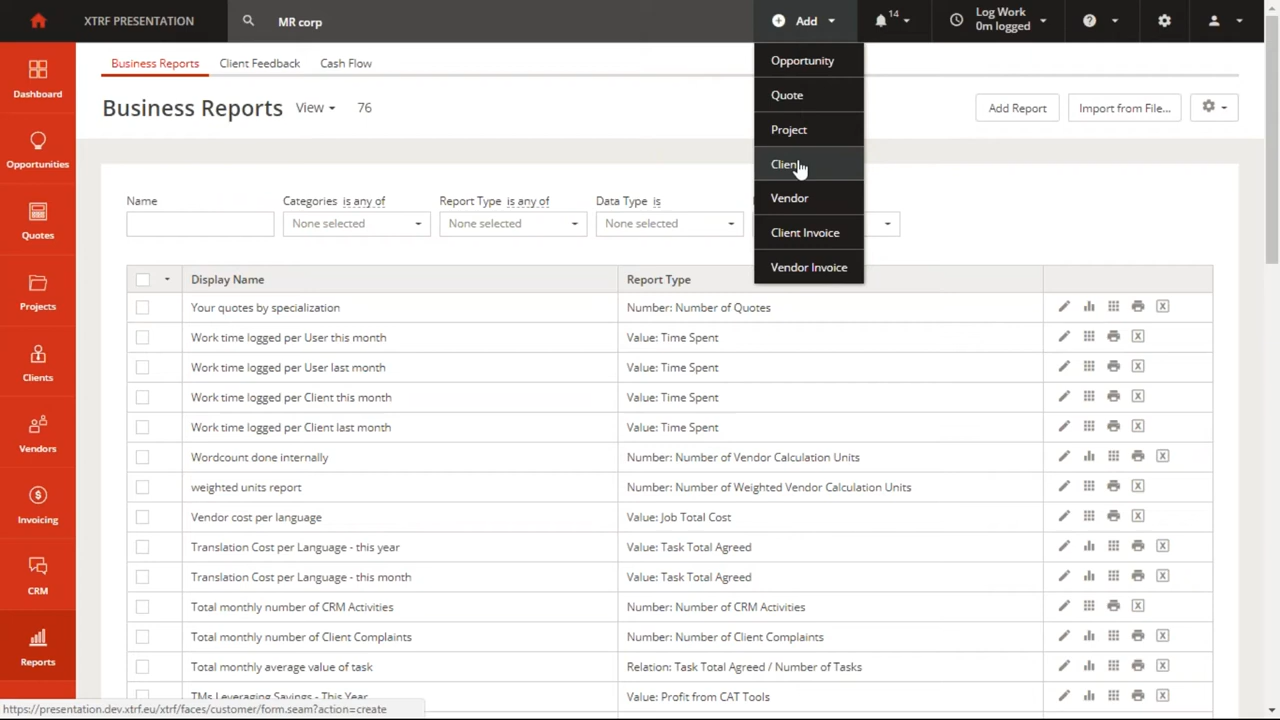 XTRF PRESENTATION
MR corp
Add
14
Log Work
0m logged
Dashboard
Opportunities
Quotes
Projects
Clients
Vendors
Invoicing
CRM
Reports
Business Reports
Client Feedback
Cash Flow
Business Reports
View
76
Add Report
Import from File...
Opportunity
Quote
Project
Client
Vendor
Client Invoice
Vendor Invoice
Name
Categories is any of
Report Type is any of
Data Type is
None selected
None selected
None selected
Display Name
Report Type
Your quotes by specialization
Number: Number of Quotes
Work time logged per User this month
Value: Time Spent
Work time logged per User last month
Value: Time Spent
Work time logged per Client this month
Value: Time Spent
Work time logged per Client last month
Value: Time Spent
Wordcount done internally
Number: Number of Vendor Calculation Units
weighted units report
Number: Number of Weighted Vendor Calculation Units
Vendor cost per language
Value: Job Total Cost
Translation Cost per Language - this year
Value: Task Total Agreed
Translation Cost per Language - this month
Value: Task Total Agreed
Total monthly number of CRM Activities
Number: Number of CRM Activities
Total monthly number of Client Complaints
Number: Number of Client Complaints
Total monthly average value of task
Relation: Task Total Agreed / Number of Tasks
TMs Leveraging Savings - This Year
Value: Profit from CAT Tools
https://presentation.dev.xtrf.eu/xtrf/faces/customer/form.seam?action=create